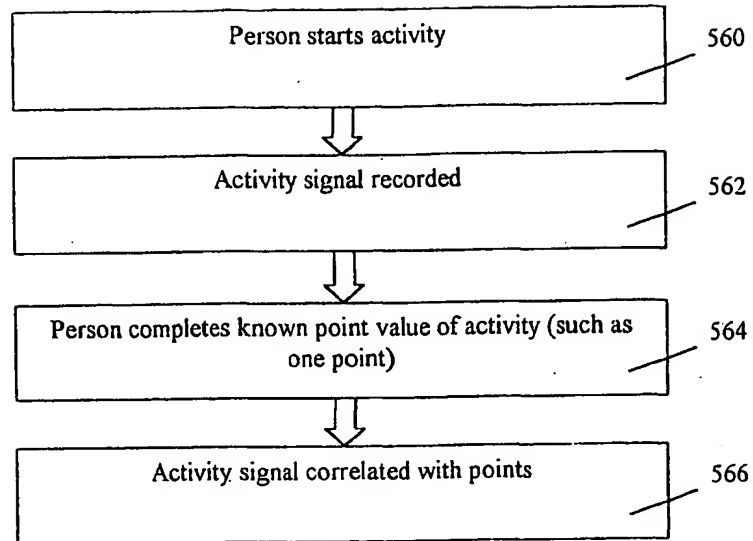 Person starts activity
560
Activity signal recorded
562
Person completes known point value of activity (such as
one point)
564
Activity signal correlated with points
566